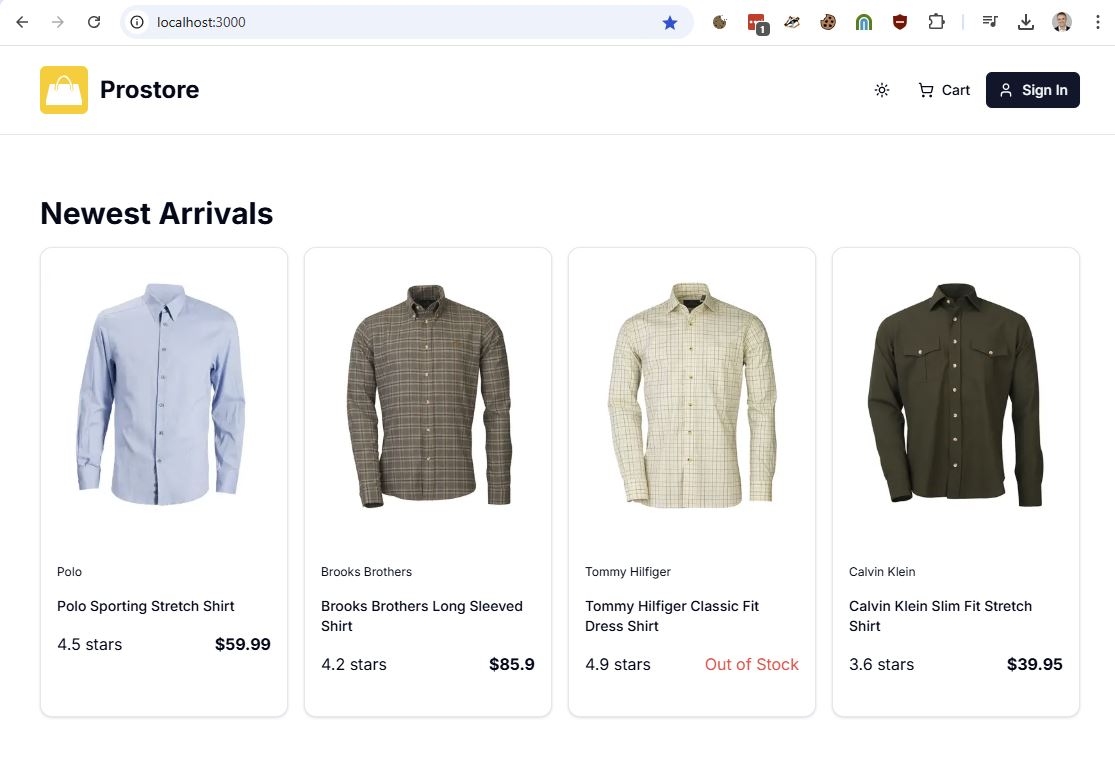 localhost:3000
1
Prostore
Cart
Sign In
Newest Arrivals
Polo
Polo Sporting Stretch Shirt
4.5 stars
$59.99
Brooks Brothers
Brooks Brothers Long Sleeved
Shirt
4.2 stars
$85.9
Tommy Hilfiger
Tommy Hilfiger Classic Fit
Dress Shirt
4.9 stars
Out of Stock
Calvin Klein
Calvin Klein Slim Fit Stretch
Shirt
3.6 stars
$39.95